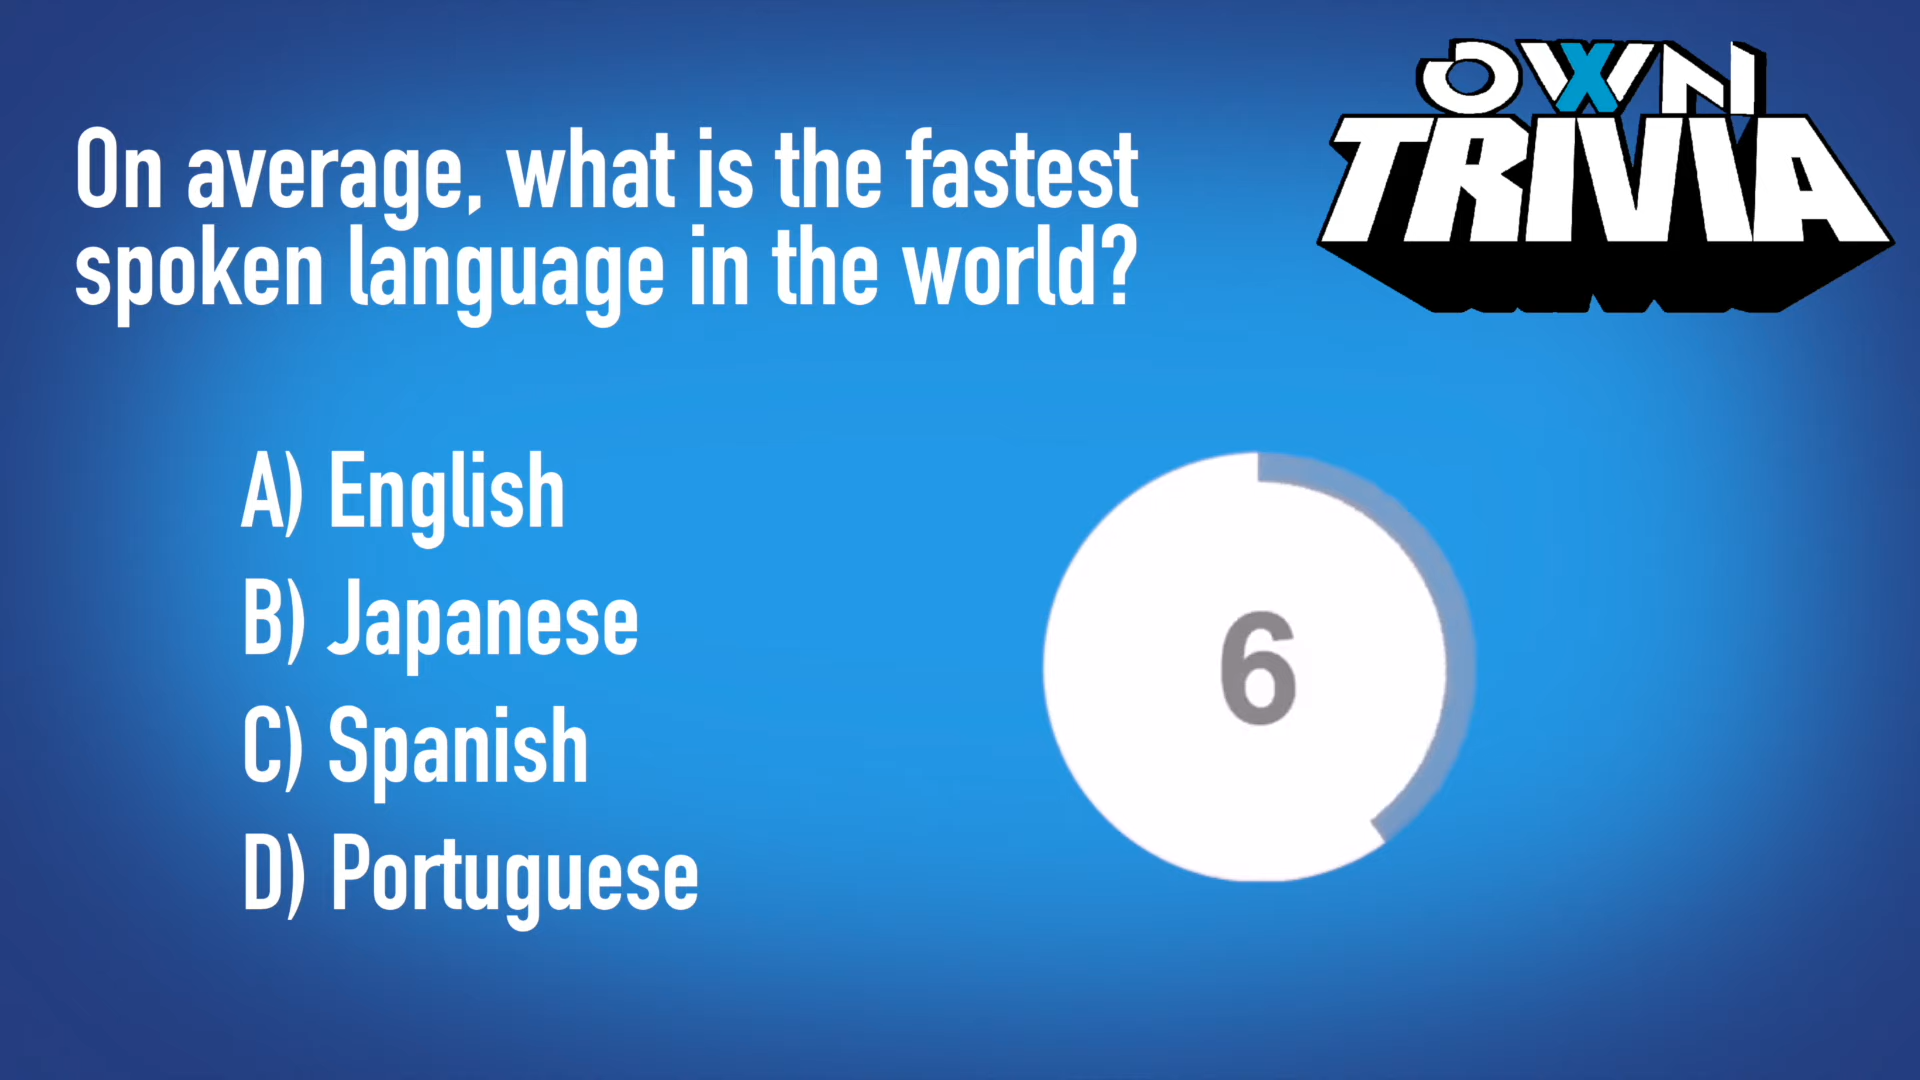 OWN
TRIVIA
On average, what is the fastest
spoken language in the world?
A) English
B) Japanese
C) Spanish
D) Portuguese
6